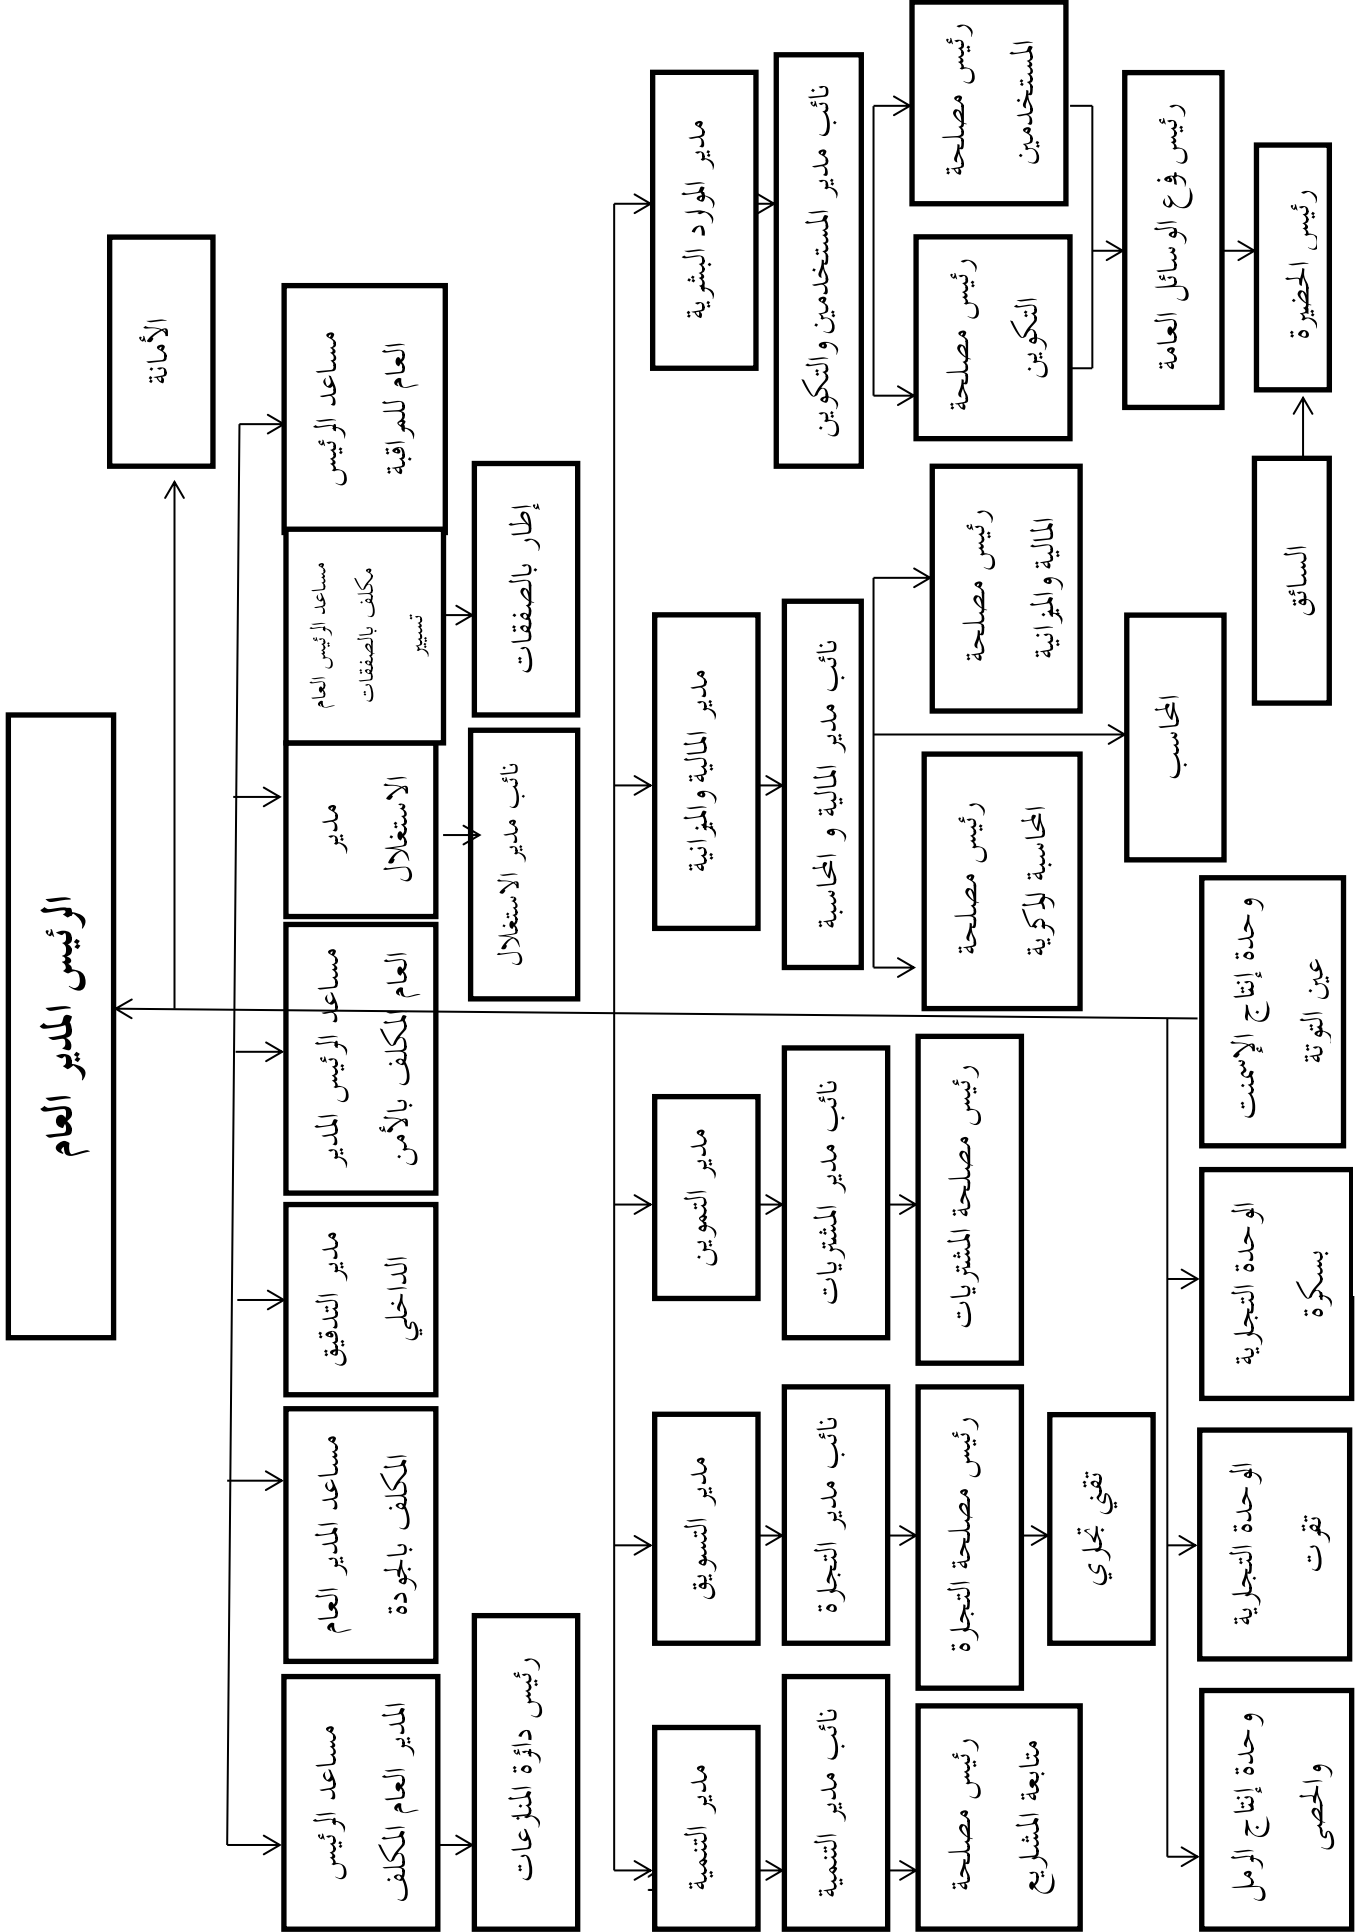 الرئيس المدير العام
الأمانة
مساعد الرئيس
العام للمراقبة
مساعد الرئيس العام
مكلف بالصفقات
تسيير
مدير
الاستغلال
مساعد الرئيس المدير
العام المكلف بالأمن
مدير التدقيق
الداخلي
مساعد المدير العام
المكلف بالجودة
مساعد الرئيس
المدير العام المكلف
إطار بالصفقات
نائب مدير الاستغلال
رئيس دائرة المنازعات
مدير الموارد البشرية
مدير المالية والميزانية
مدير التموين
مدير التسويق
مدير التنمية
نائب مدير المستخدمين والتكوين
نائب مدير المالية و المحاسبة
نائب مدير المشتريات
نائب مدير التجارة
نائب مدير التنمية
رئيس مصلحة
المستخدمين
رئيس مصلحة
التكوين
رئيس مصلحة
المالية والميزانية
رئيس مصلحة
المحاسبة المركزية
رئيس مصلحة المشتريات
رئيس مصلحة التجارة
رئيس مصلحة
متابعة المشاريع
رئيس فرع الوسائل العامة
المحاسب
تقني تجاري
رئيس الحضيرة
السائق
وحدة إنتاج الإسمنت
عين التوتة
الوحدة التجارية
بسكرة
الوحدة التجارية
تقرت
وحدة إنتاج الرمل
والحصى